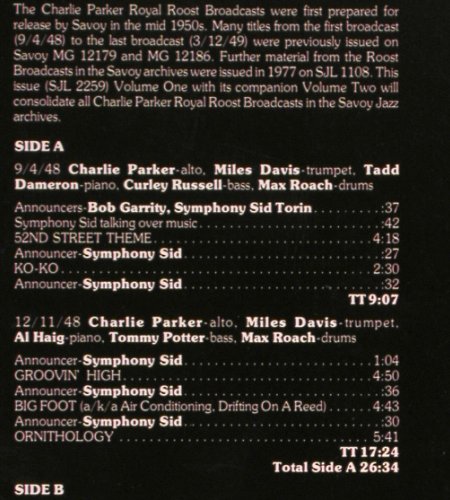 The Charlie Parker Royal Roost Broadcasts were first prepared for
release by Savoy in the mid 1950s. Many titles from the first broadcast
(9/4/48) to the last broadcast (3/12/49) were previously issued on
Savoy MG 12179 and MG 12186. Further material from the Roost
Broadcasts in the Savoy archives were issued in 1977 on SJL 1108. This
issue (SJL 2259) Volume One with its companion Volume Two will
consolidate all Charlie Parker Royal Roost Broadcasts in the Savoy Jazz
archives.
SIDE A
9/4/48 Charlie Parker-alto, Miles Davis-trumpet, Tadd
Dameron-piano, Curley Russell-bass, Max Roach-drums
Announcers-Bob Garrity, Symphony Sid Torin.........:37
Symphony Sid talking over music.........:42
52ND STREET THEME.........4:18
Announcer-Symphony Sid.........:27
KO-KO.........2:30
Announcer-Symphony Sid.........:32
TT 9:07
12/11/48 Charlie Parker-alto, Miles Davis-trumpet,
Al Haig-piano, Tommy Potter-bass, Max Roach-drums
Announcer-Symphony Sid.........1:04
GROOVIN' HIGH.........4:50
Announcer-Symphony Sid.........:36
BIG FOOT (a/k/a Air Conditioning, Drifting On A Reed).........4:43
Announcer-Symphony Sid.........:30
ORNITHOLOGY.........5:41
TT 17:24
Total Side A 26:34
SIDE B